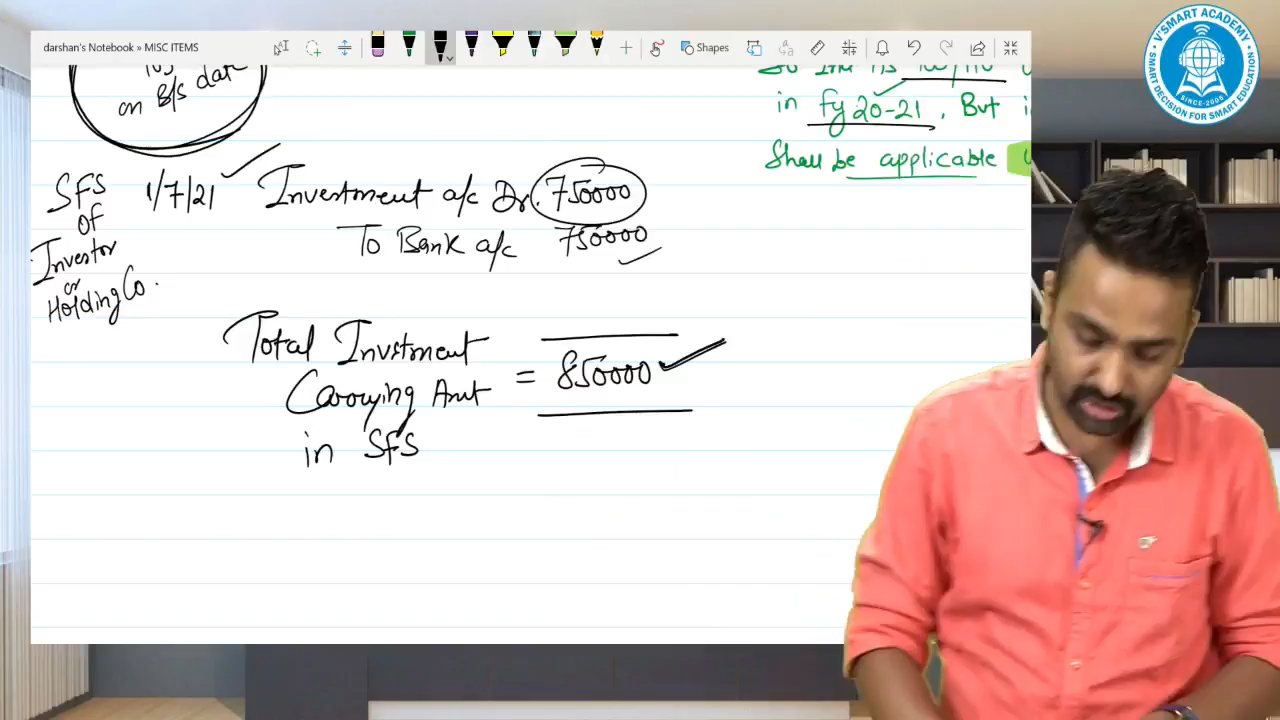 darshan's Notebook » MISC ITEMS
Shapes
on B/S date
in fy 20-21, But
Shall be applicable
SFS
of
Investor
or
Holding Co.
1/7/21 Investment a/c Dr. 750000
To Bank a/c 750000
Total Invstment
Carrying Amt = 850000
in SFS
V'SMART ACADEMY
SMART DECISION FOR SMART EDUCATION
SINCE-2005